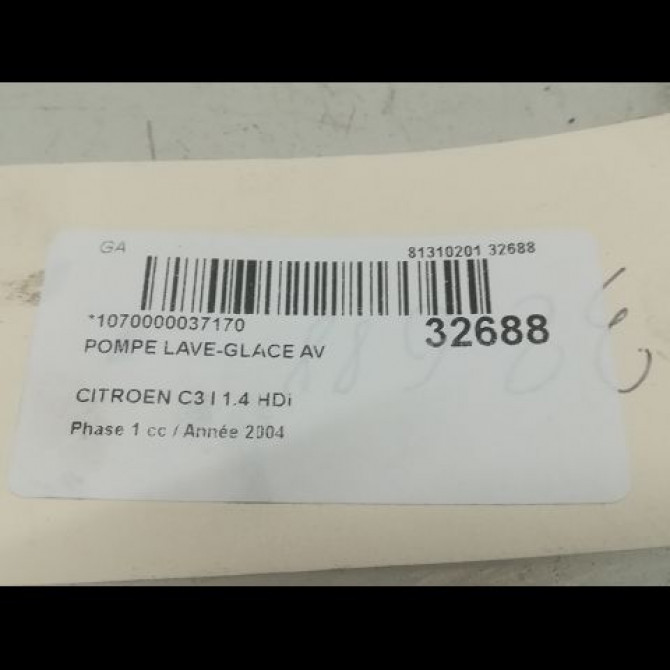 GA
81310201 32688
*1070000037170
32688
POMPE LAVE-GLACE AV
CITROEN C3 I 1.4 HDi
Phase 1 cc / Année 2004